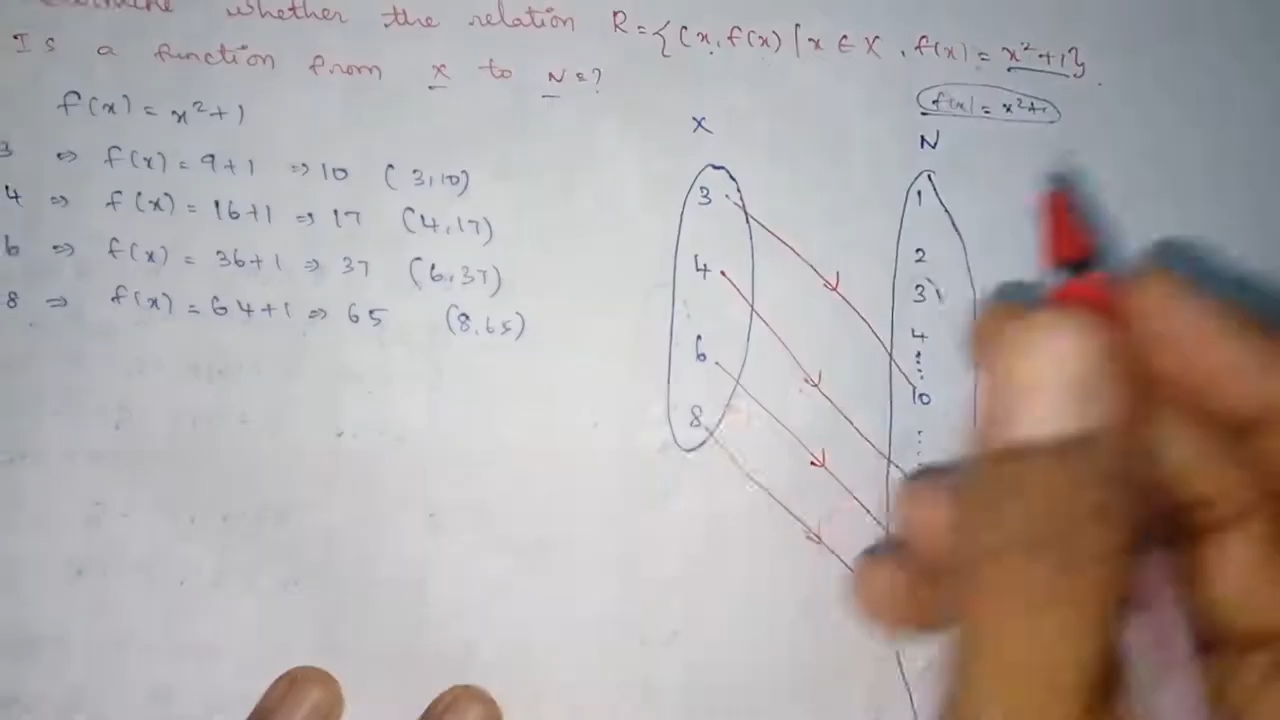 whether the relation R = { (x, f(x) | x ∈ X , f(x) = x²+1}.
Is a function from x to N = ?
f(x) = x²+1
3 ⇒ f(x) = 9+1 ⇒ 10 (3,10)
4 ⇒ f(x) = 16+1 ⇒ 17 (4,17)
6 ⇒ f(x) = 36+1 ⇒ 37 (6,37)
8 ⇒ f(x) = 64+1 ⇒ 65 (8,65)
X
3
4
6
8
f(x) = x²+1
N
1
2
3
4
10